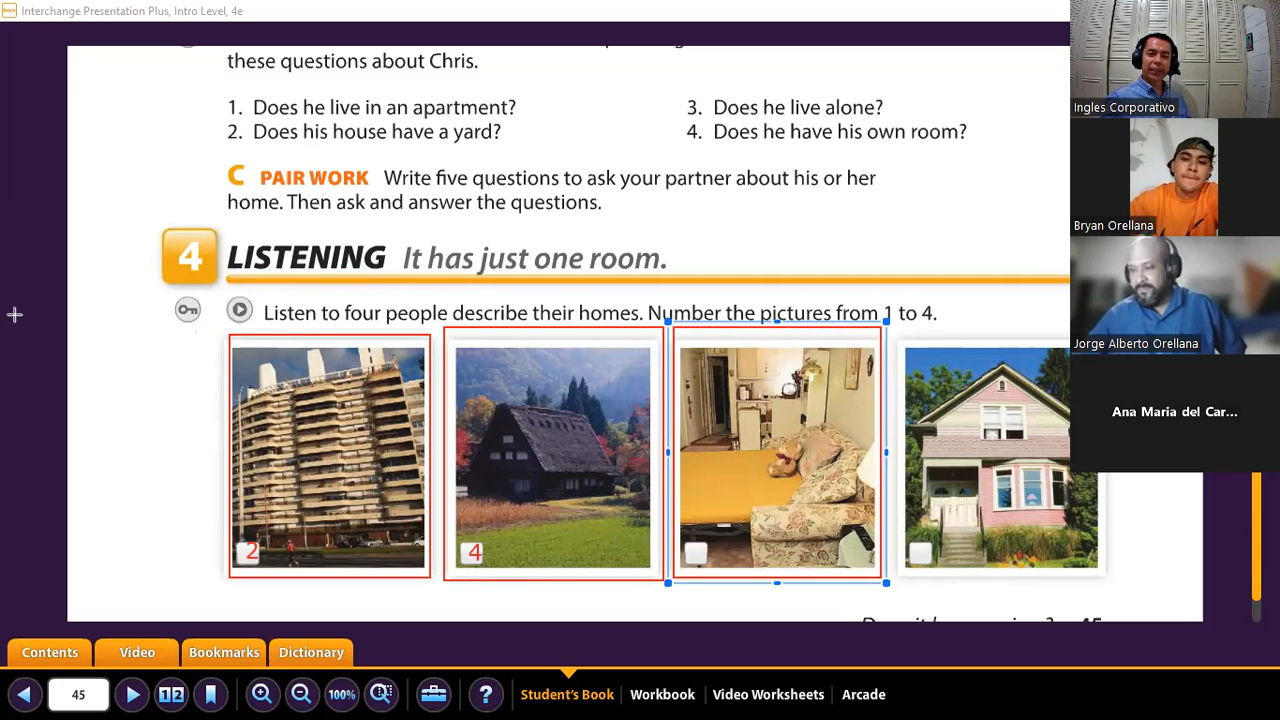 Interchange Presentation Plus, Intro Level, 4e
these questions about Chris.
1. Does he live in an apartment?
2. Does his house have a yard?
3. Does he live alone?
4. Does he have his own room?
C PAIR WORK Write five questions to ask your partner about his or her
home. Then ask and answer the questions.
4 LISTENING It has just one room.
Listen to four people describe their homes. Number the pictures from 1 to 4.
2
4
Ingles Corporativo
Bryan Orellana
Jorge Alberto Orellana
Ana Maria del Car...
45
Contents
Video
Bookmarks
Dictionary
45
1 2
100%
?
Student's Book
Workbook
Video Worksheets
Arcade